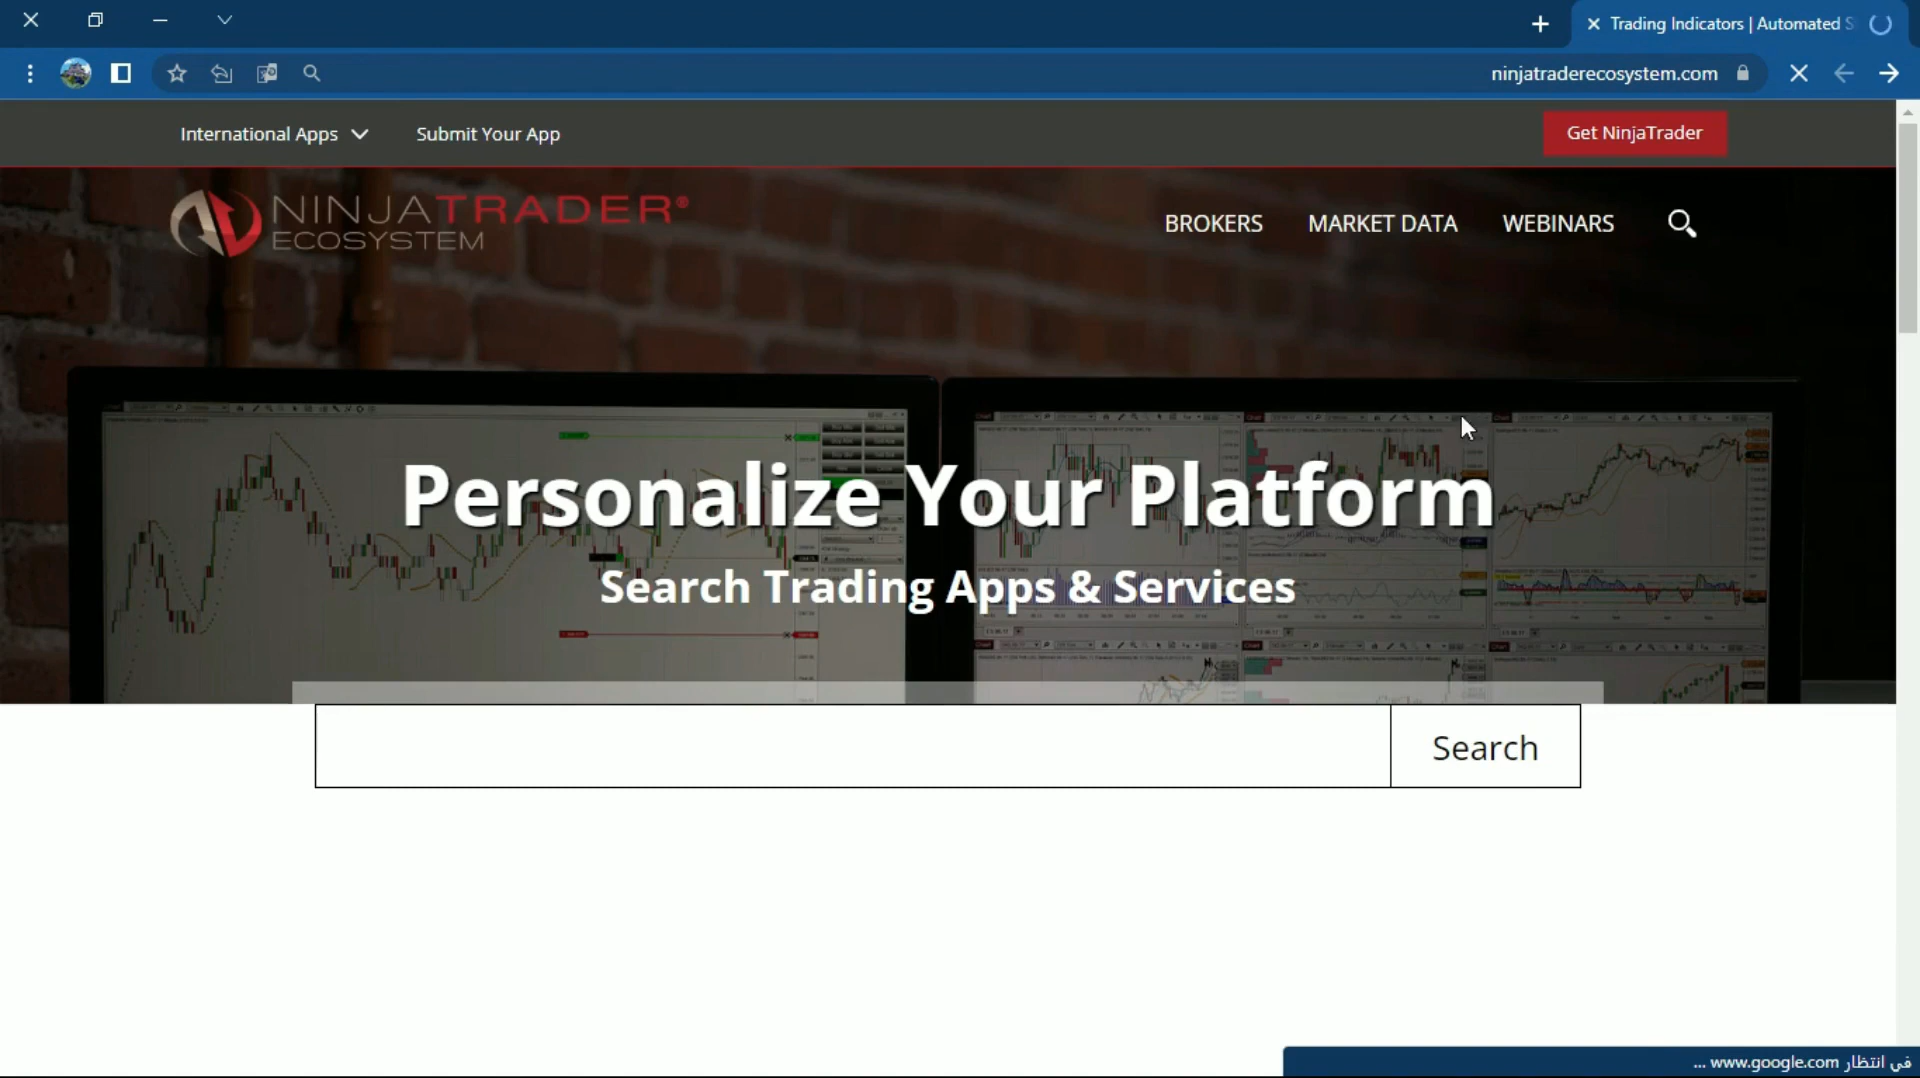 Trading Indicators | Automated S
ninjatraderecosystem.com
International Apps
Submit Your App
Get NinjaTrader
NINJATRADER®
ECOSYSTEM
BROKERS
MARKET DATA
WEBINARS
Personalize Your Platform
Search Trading Apps & Services
Search
في انتظار www.google.com ...